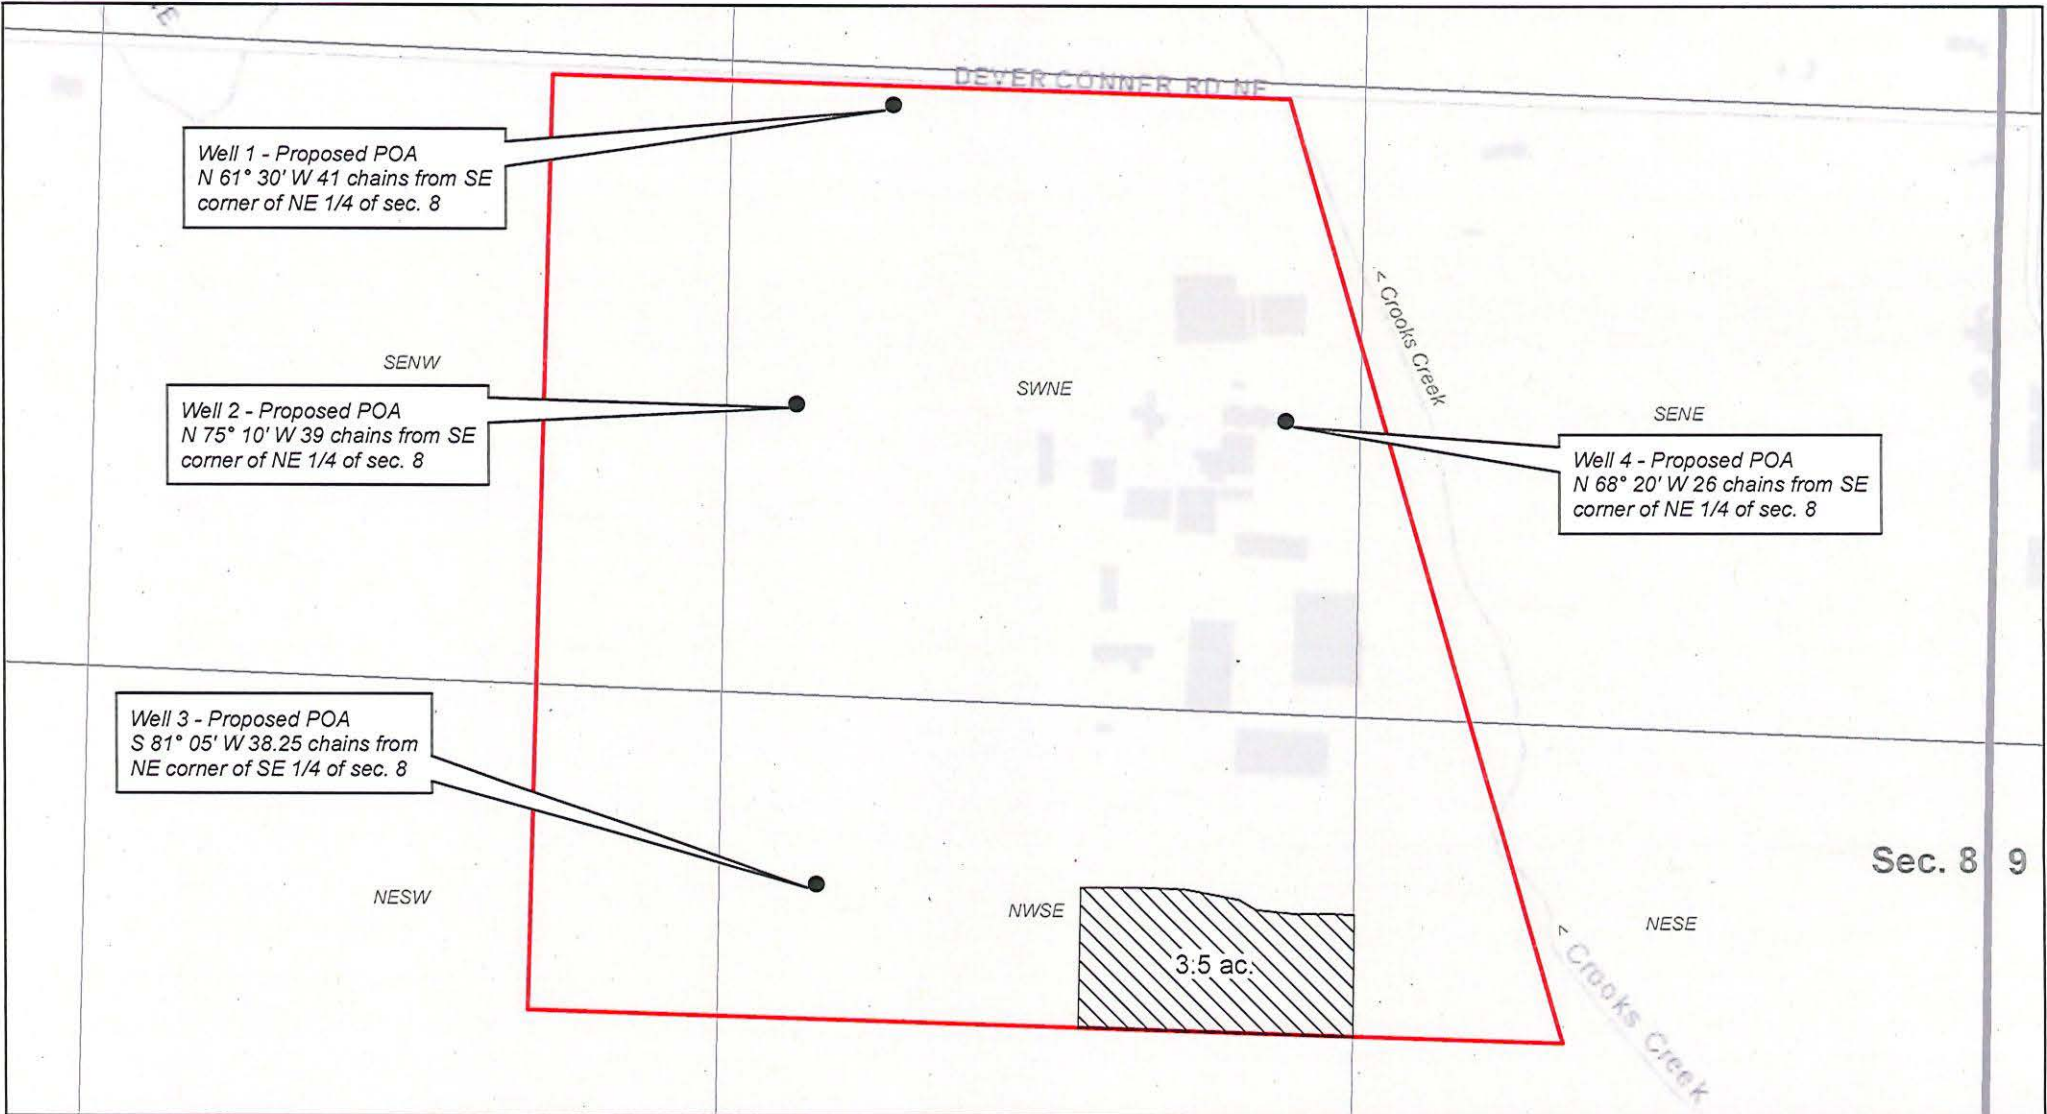 DEVER CONNER RD NE
Well 1 - Proposed POA
N 61° 30' W 41 chains from SE
corner of NE 1/4 of sec. 8
< Crooks Creek
SENW
SWNE
SENE
Well 2 - Proposed POA
N 75° 10' W 39 chains from SE
corner of NE 1/4 of sec. 8
Well 4 - Proposed POA
N 68° 20' W 26 chains from SE
corner of NE 1/4 of sec. 8
Well 3 - Proposed POA
S 81° 05' W 38.25 chains from
NE corner of SE 1/4 of sec. 8
Sec. 8 9
NESW
NWSE
NESE
3.5 ac.
< Crooks Creek